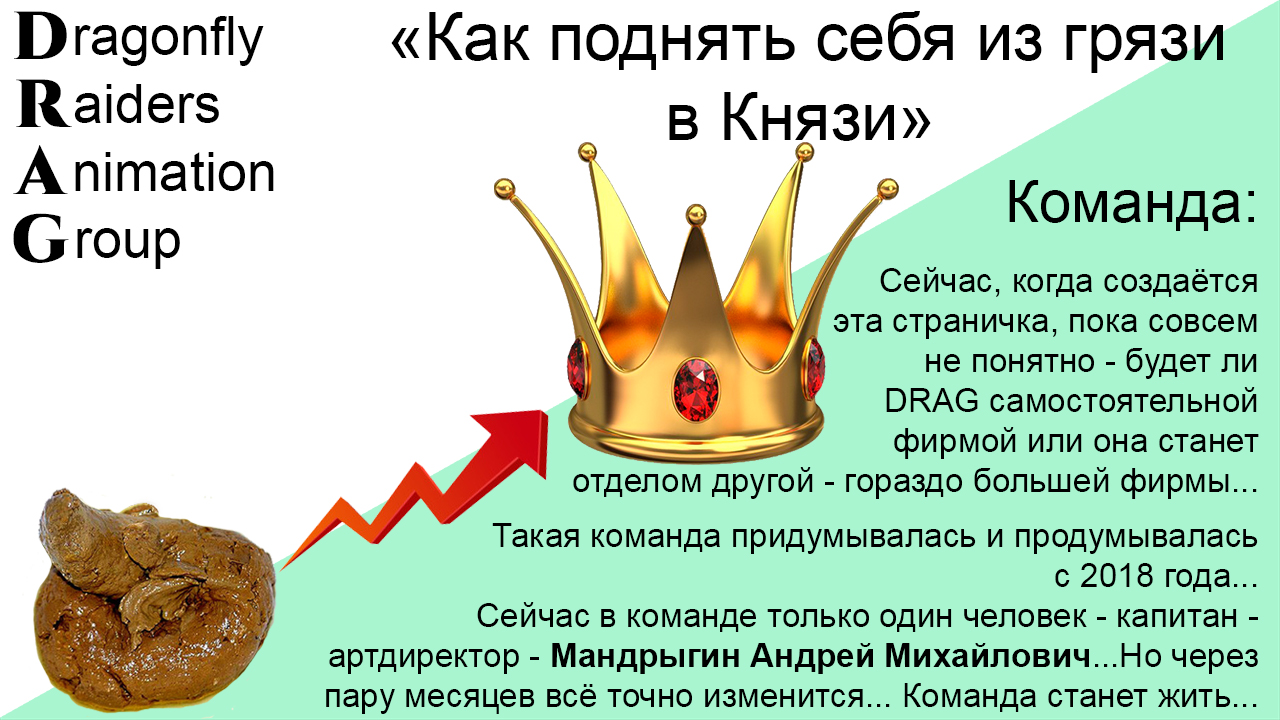 Dragonfly
Raiders
Animation
Group
«Как поднять себя из грязи
в Князи»
Команда:
Сейчас, когда создаётся
эта страничка, пока совсем
не понятно - будет ли
DRAG самостоятельной
фирмой или она станет
отделом другой - гораздо большей фирмы...
Такая команда придумывалась и продумывалась
с 2018 года...
Сейчас в команде только один человек - капитан -
артдиректор - Мандрыгин Андрей Михайлович...Но через
пару месяцев всё точно изменится... Команда станет жить...